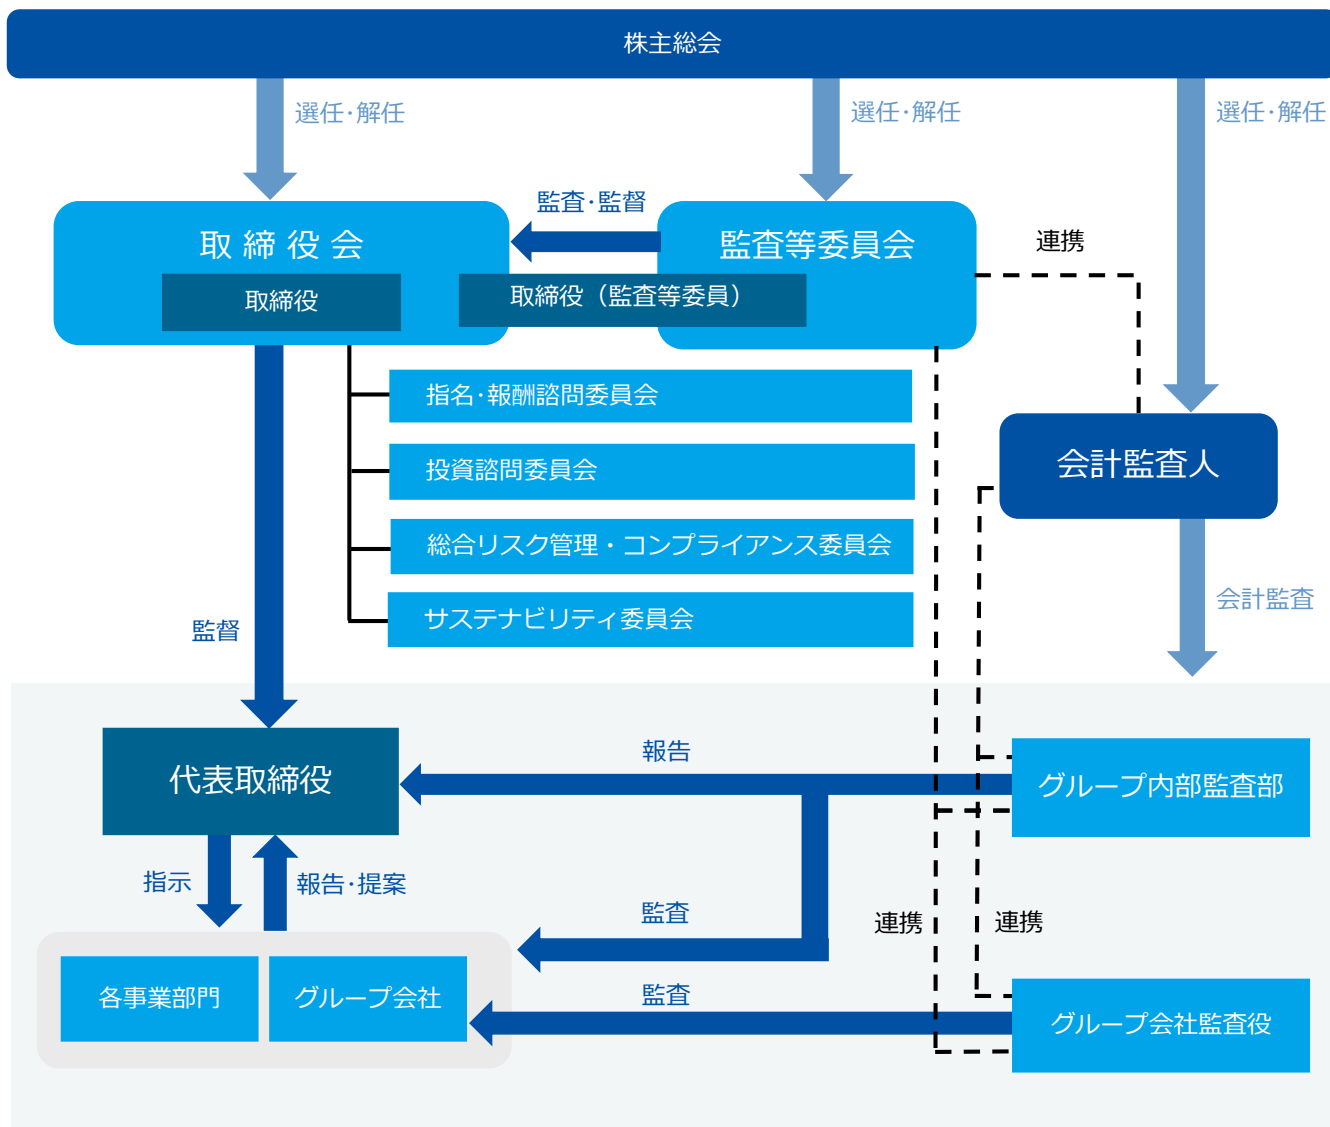 株主総会
選任・解任
選任・解任
選任・解任
監査・監督
取締役会
監査等委員会
連携
取締役
取締役（監査等委員）
指名・報酬諮問委員会
会計監査人
投資諮問委員会
総合リスク管理・コンプライアンス委員会
サステナビリティ委員会
会計監査
監督
代表取締役
報告
グループ内部監査部
指示
報告・提案
監査
連携
連携
各事業部門
グループ会社
監査
グループ会社監査役